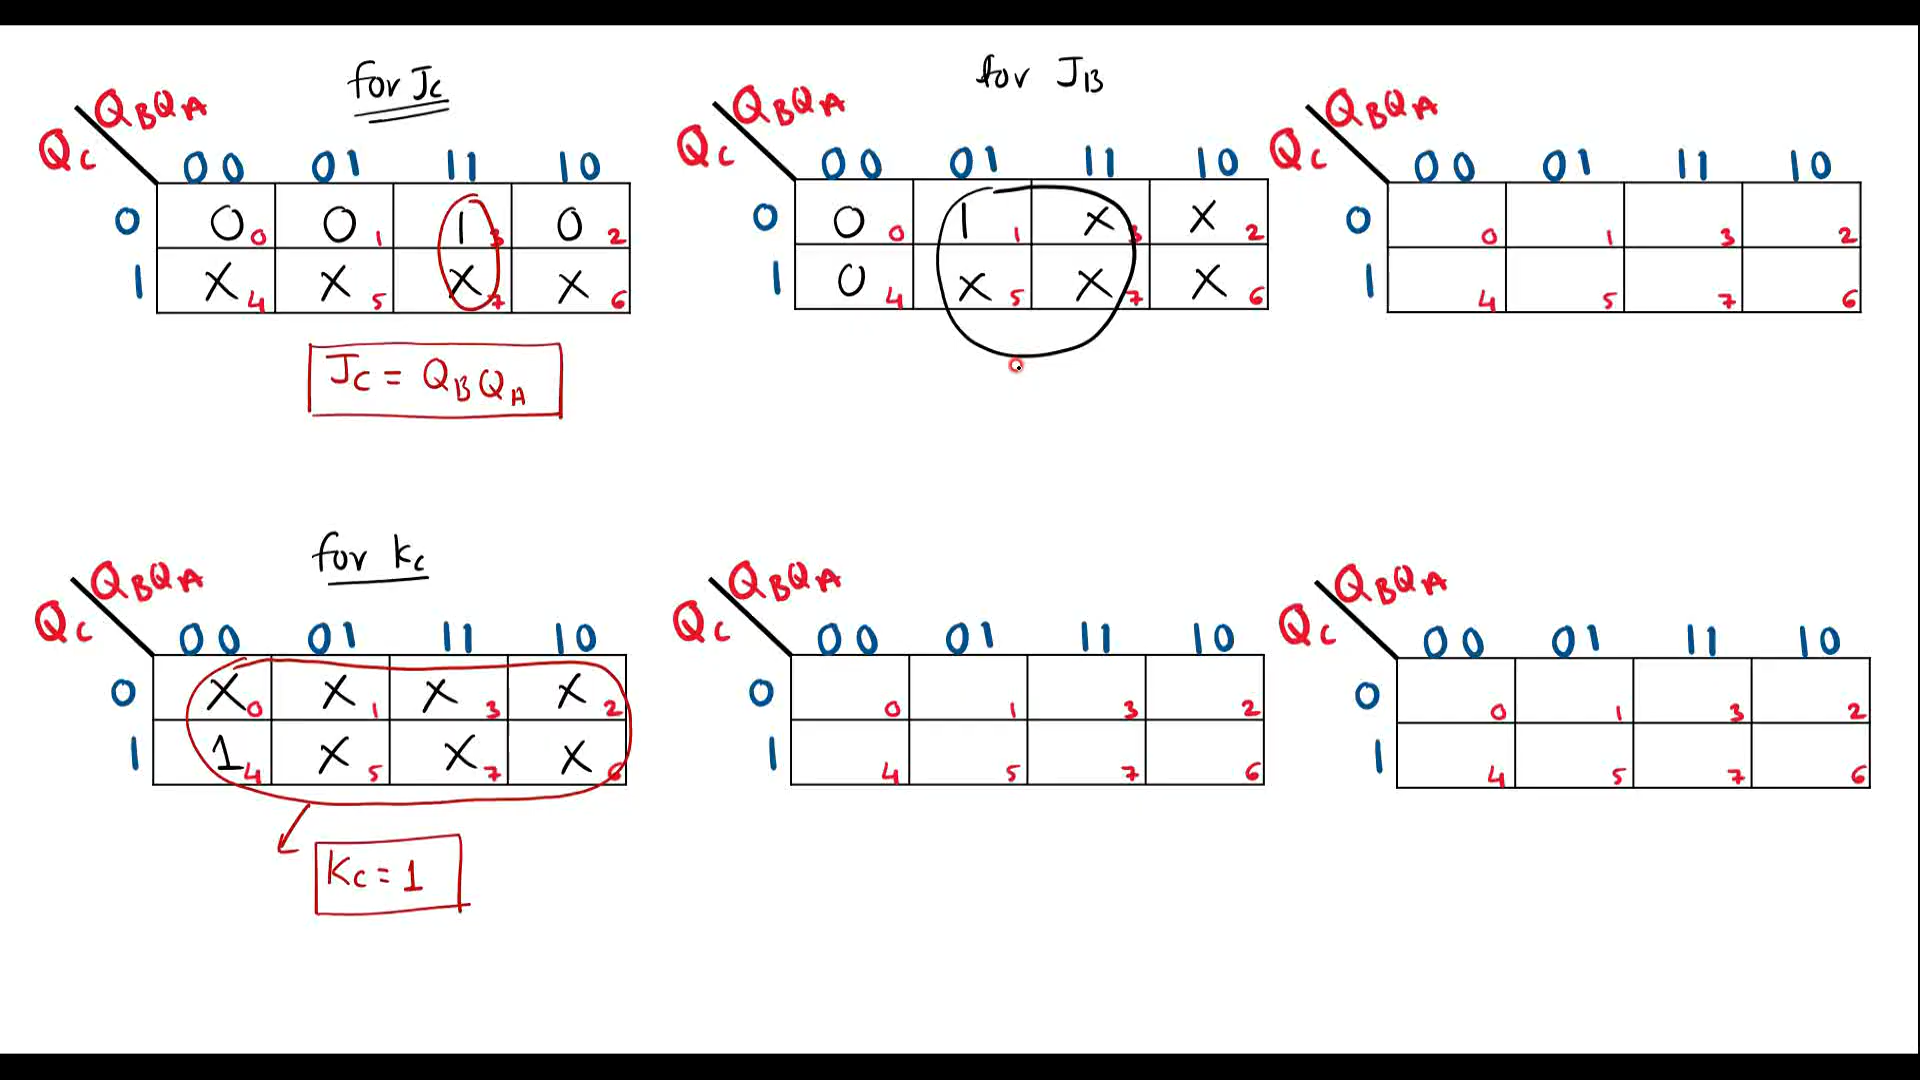 for Jc
QBQA
Qc
00 01 11 10
0 0 0 0 1 1 3 0 2
1 X 4 X 5 X 7 X 6
Jc = QBQA
for JB
QBQA
Qc
00 01 11 10
0 0 0 1 1 X 3 X 2
1 0 4 X 5 X 7 X 6
QBQA
Qc
00 01 11 10
0 0 1 3 2
1 4 5 7 6
for kc
QBQA
Qc
00 01 11 10
0 X 0 X 1 X 3 X 2
1 1 4 X 5 X 7 X 6
Kc = 1
QBQA
Qc
00 01 11 10
0 0 1 3 2
1 4 5 7 6
QBQA
Qc
00 01 11 10
0 0 1 3 2
1 4 5 7 6